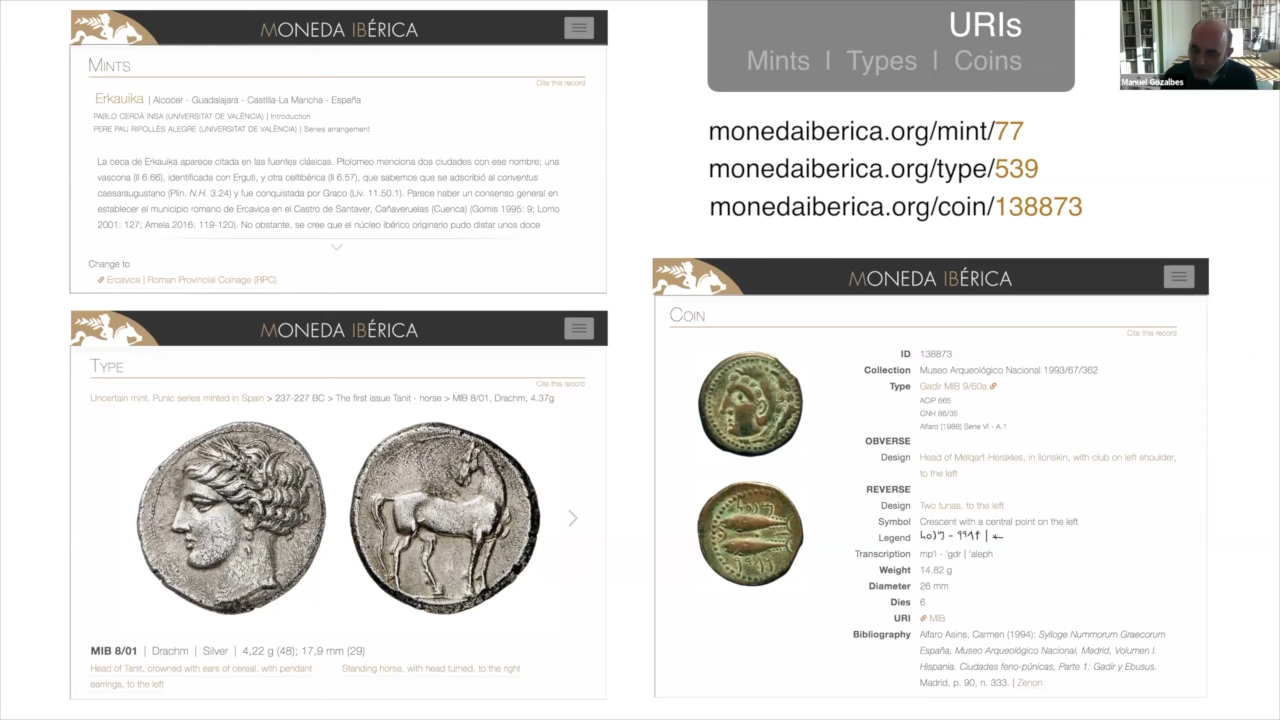 MONEDA IBÉRICA
MINTS
Cite this record
Erkauika | Alcocer - Guadalajara - Castilla-La Mancha - España
PABLO CERDÀ INSA (UNIVERSITAT DE VALÈNCIA) | Introduction
PERE PAU RIPOLLÈS ALEGRE (UNIVERSITAT DE VALÈNCIA) | Series arrangement
La ceca de Erkauika aparece citada en las fuentes clásicas. Ptolomeo menciona dos ciudades con ese nombre; una
vascona (II 6.66), identificada con Erguti, y otra celtibérica (II 6.57), que sabemos que se adscribió al conventus
caesaraugustano (Plin. N.H. 3.24) y fue conquistada por Graco (Liv. 11.50.1). Parece haber un consenso general en
establecer el municipio romano de Ercavica en el Castro de Santaver, Cañaveruelas (Cuenca) (Gomis 1995: 9; Lorrio
2001: 127; Amela 2016: 119-120). No obstante, se cree que el núcleo ibérico originario pudo distar unos doce
Change to
Ercavica | Roman Provincial Coinage (RPC)
MONEDA IBÉRICA
TYPE
Cite this record
Uncertain mint. Punic series minted in Spain > 237-227 BC > The first issue Tanit - horse > MIB 8/01, Drachm, 4.37g
MIB 8/01 | Drachm | Silver | 4,22 g (48); 17,9 mm (29)
Head of Tanit, crowned with ears of cereal, with pendant
earrings, to the left
Standing horse, with head turned, to the right
URIs
Mints | Types | Coins
Manuel Gozalbes
monedaiberica.org/mint/77
monedaiberica.org/type/539
monedaiberica.org/coin/138873
MONEDA IBÉRICA
COIN
Cite this record
ID 138873
Collection Museo Arqueológico Nacional 1993/67/362
Type Gadir MIB 9/60a
ACIP 665
CNH 86/35
Alfaro (1988) Serie VI - A.1
OBVERSE
Design Head of Melqart-Herakles, in lionskin, with club on left shoulder,
to the left
REVERSE
Design Two tunas, to the left
Symbol Crescent with a central point on the left
Legend
Transcription mp'l - 'gdr | 'aleph
Weight 14.82 g
Diameter 26 mm
Dies 6
URI MIB
Bibliography Alfaro Asins, Carmen (1994): Sylloge Nummorum Graecorum
España, Museo Arqueológico Nacional, Madrid, Volumen I.
Hispania. Ciudades feno-púnicas, Parte 1: Gadir y Ebusus.
Madrid, p. 90, n. 333. | Zenon